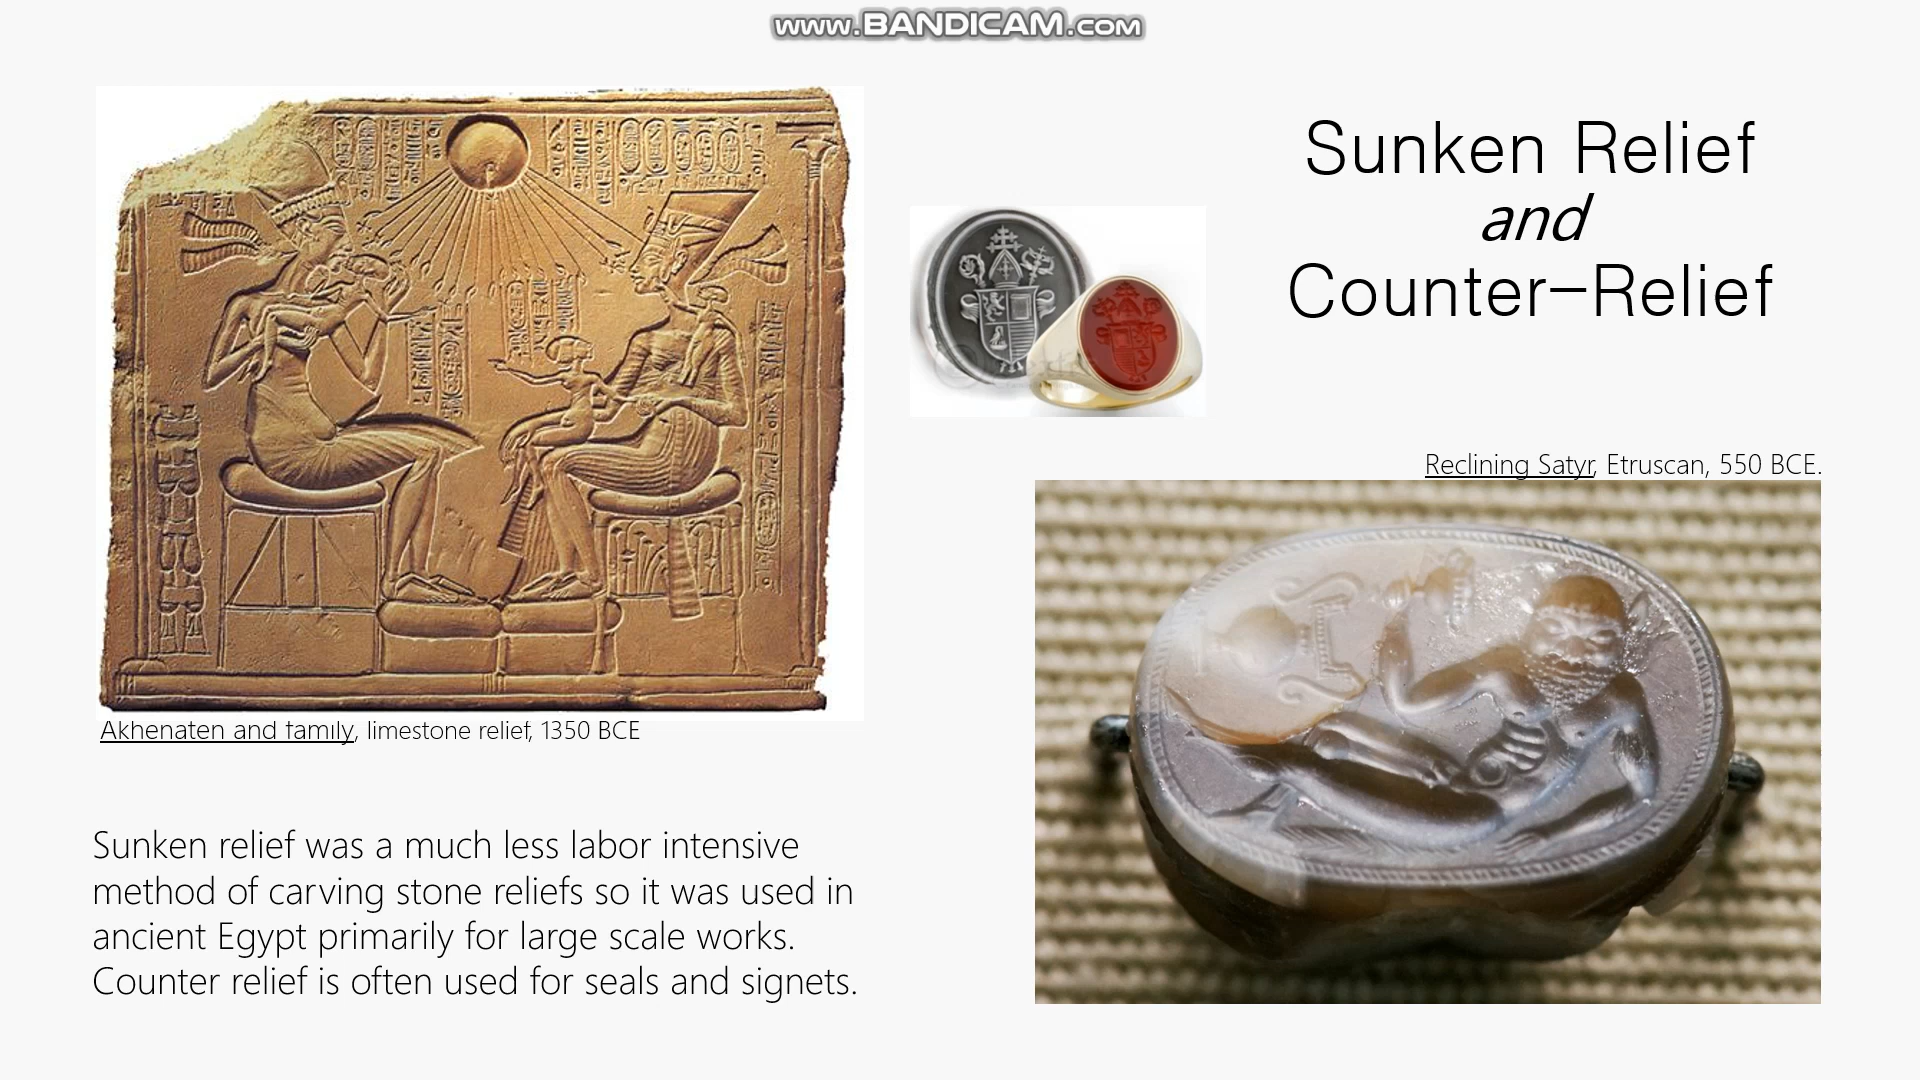 www.BANDICAM.com
Sunken Relief
and
Counter-Relief
Reclining Satyr, Etruscan, 550 BCE.
Akhenaten and family, limestone relief, 1350 BCE
Sunken relief was a much less labor intensive
method of carving stone reliefs so it was used in
ancient Egypt primarily for large scale works.
Counter relief is often used for seals and signets.